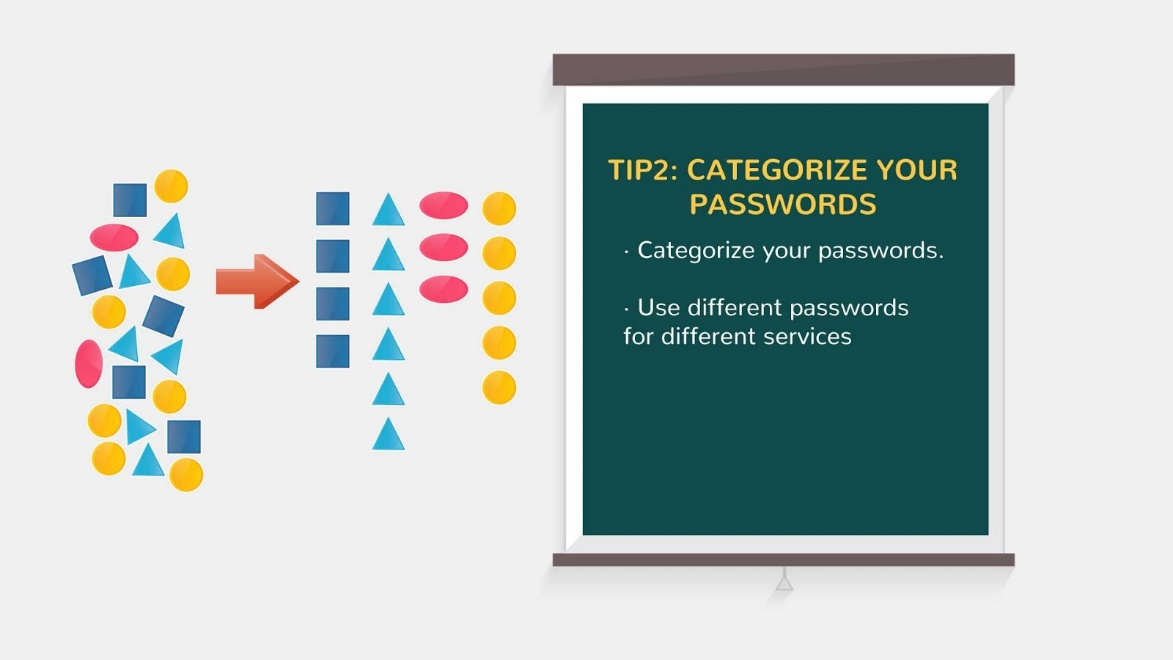 TIP2: CATEGORIZE YOUR
PASSWORDS
· Categorize your passwords.
· Use different passwords
for different services